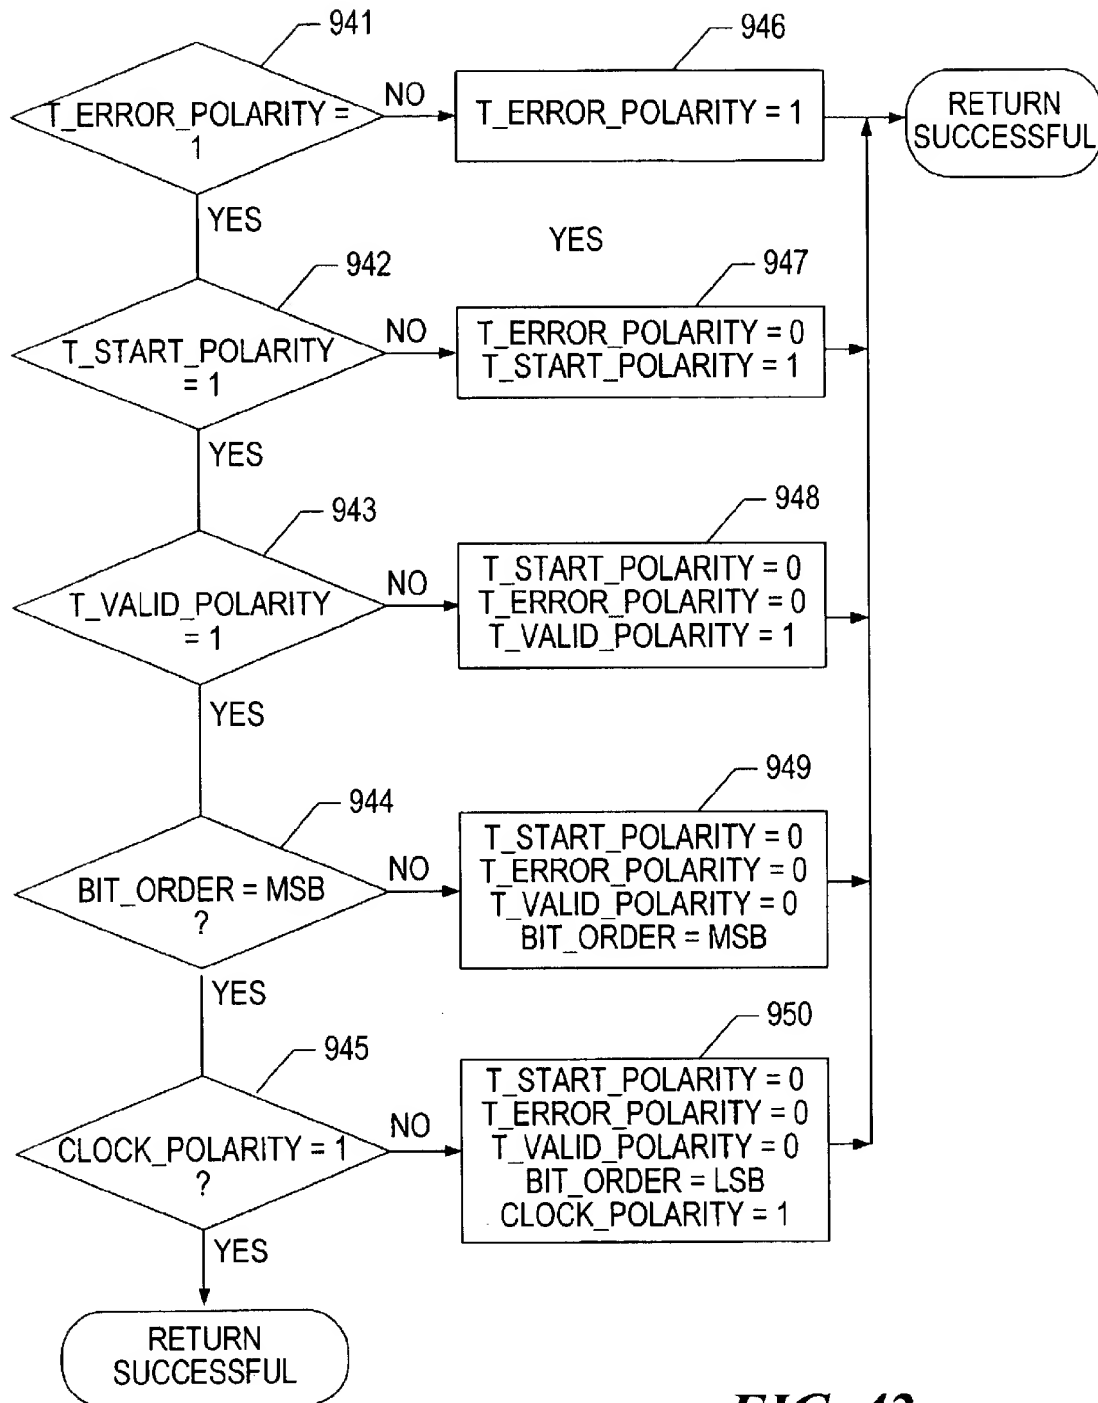 941
T_ERROR_POLARITY =
1
NO
946
T_ERROR_POLARITY = 1
RETURN
SUCCESSFUL
YES
YES
942
T_START_POLARITY
= 1
NO
947
T_ERROR_POLARITY = 0
T_START_POLARITY = 1
YES
943
T_VALID_POLARITY
= 1
NO
948
T_START_POLARITY = 0
T_ERROR_POLARITY = 0
T_VALID_POLARITY = 1
YES
944
BIT_ORDER = MSB
?
NO
949
T_START_POLARITY = 0
T_ERROR_POLARITY = 0
T_VALID_POLARITY = 0
BIT_ORDER = MSB
YES
945
CLOCK_POLARITY = 1
?
NO
950
T_START_POLARITY = 0
T_ERROR_POLARITY = 0
T_VALID_POLARITY = 0
BIT_ORDER = LSB
CLOCK_POLARITY = 1
YES
RETURN
SUCCESSFUL